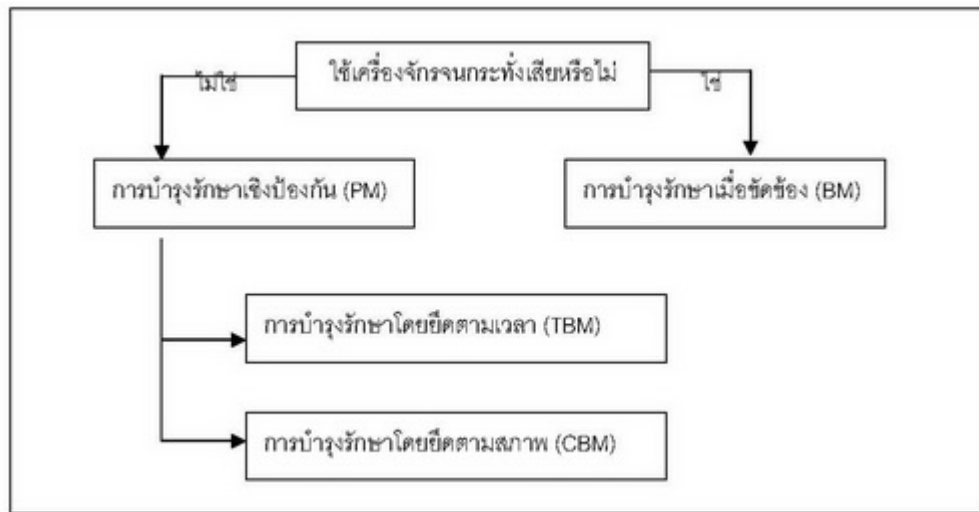 ใช้เครื่องจักรจนกระทั่งเสียหรือไม่
ไม่ใช่
ใช่
การบำรุงรักษาเชิงป้องกัน (PM)
การบำรุงรักษาเมื่อขัดข้อง (BM)
การบำรุงรักษาโดยยึดตามเวลา (TBM)
การบำรุงรักษาโดยยึดตามสภาพ (CBM)